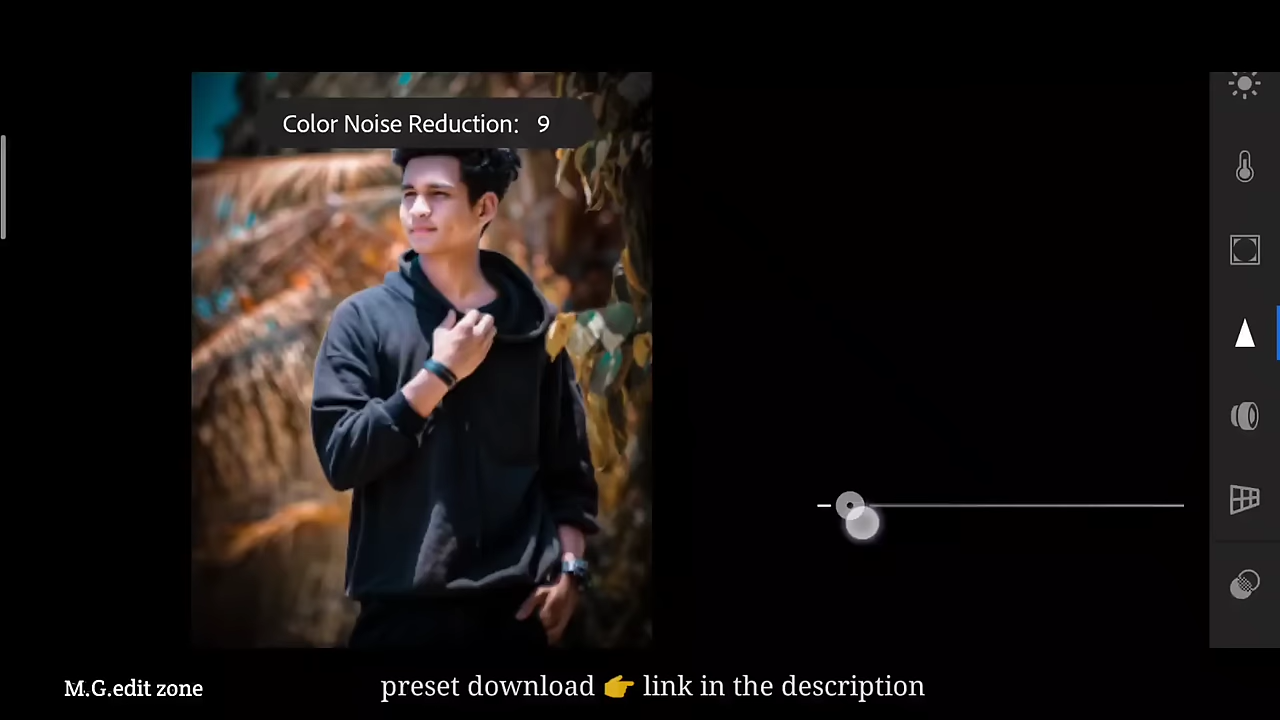 Color Noise Reduction: 9
M.G.edit zone
preset download 👉 link in the description